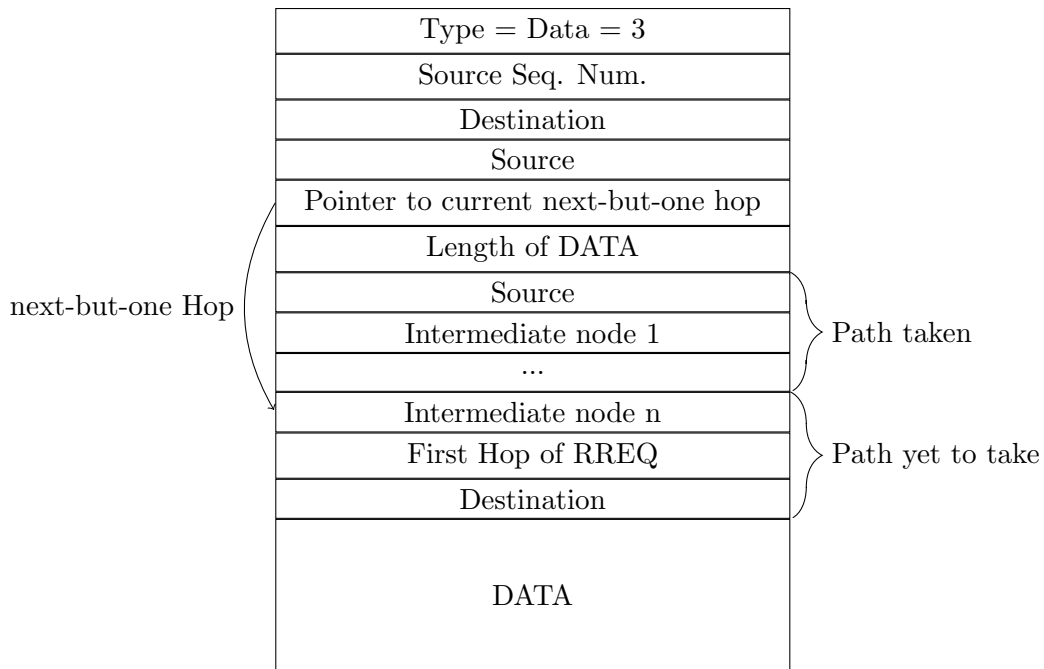 Type = Data = 3
Source Seq. Num.
Destination
Source
Pointer to current next-but-one hop
Length of DATA
next-but-one Hop
Source
Intermediate node 1
Path taken
...
Intermediate node n
First Hop of RREQ
Path yet to take
Destination
DATA